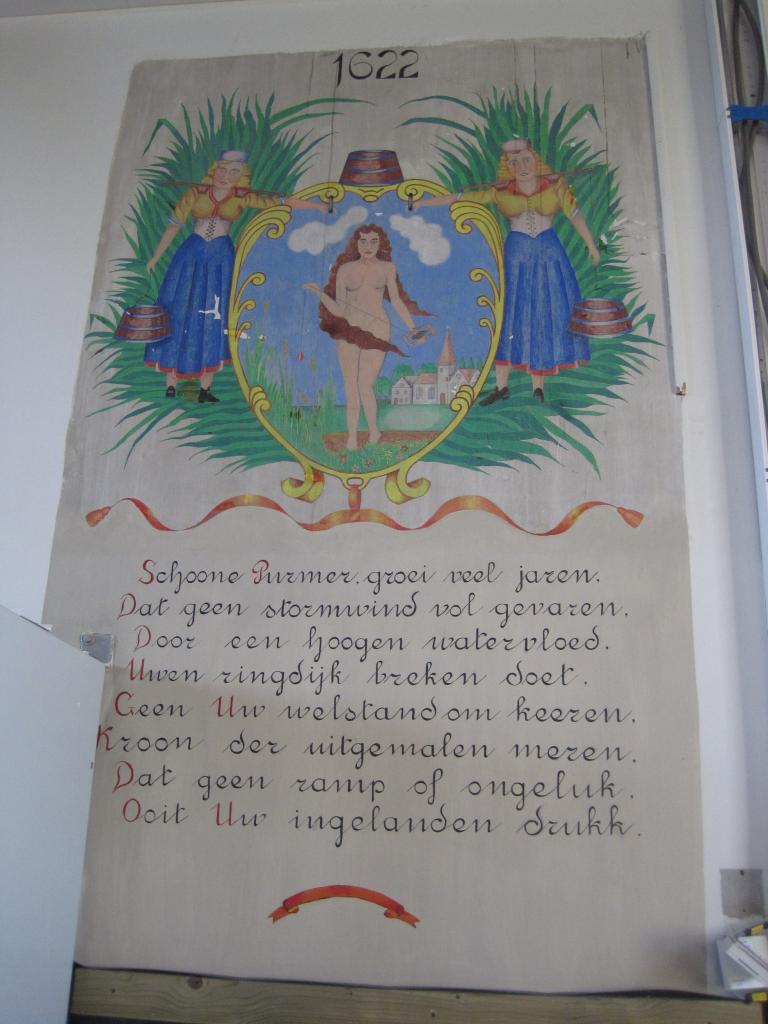 1622
Schoone Purmer. groei veel jaren.
Dat geen stormwind vol gevaren.
Door een hoogen watervloed.
Uwen ringdijk breken doet.
Geen Uw welstand om keeren.
Kroon der uitgemalen meren.
Dat geen ramp of ongeluk.
Ooit Uw ingelanden drukk.